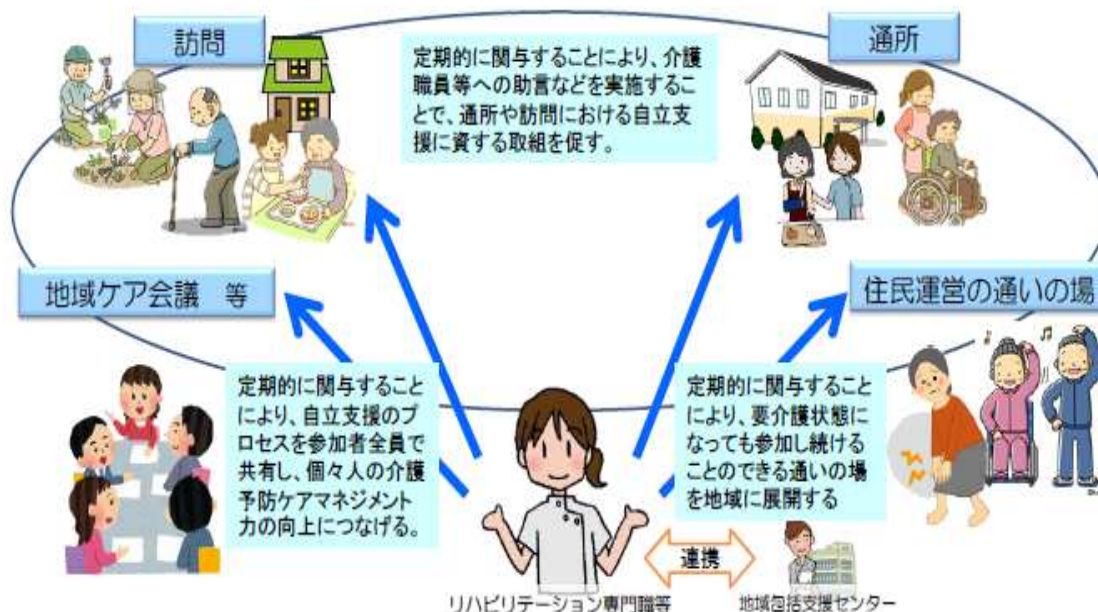 訪問
通所
定期的に関与することにより、介護
職員等への助言などを実施するこ
とで、通所や訪問における自立支
援に資する取組を促す。
地域ケア会議　等
住民運営の通いの場
定期的に関与すること
により、自立支援のプ
ロセスを参加者全員で
共有し、個々人の介護
予防ケアマネジメント
力の向上につなげる。
定期的に関与すること
により、要介護状態に
なっても参加し続ける
ことのできる通いの場
を地域に展開する
連携
リハビリテーション専門職等
地域包括支援センター